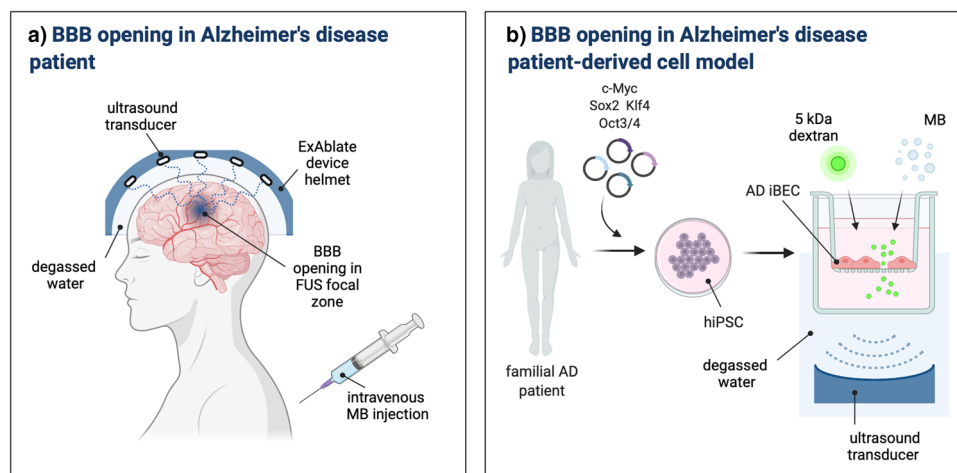 a) BBB opening in Alzheimer's disease
patient
ultrasound
transducer
ExAblate
device
helmet
degassed
water
BBB
opening in
FUS focal
zone
intravenous
MB injection
b) BBB opening in Alzheimer's disease
patient-derived cell model
c-Myc
Sox2 Klf4
Oct3/4
5 kDa
dextran
MB
AD iBEC
hiPSC
familial AD
patient
degassed
water
ultrasound
transducer